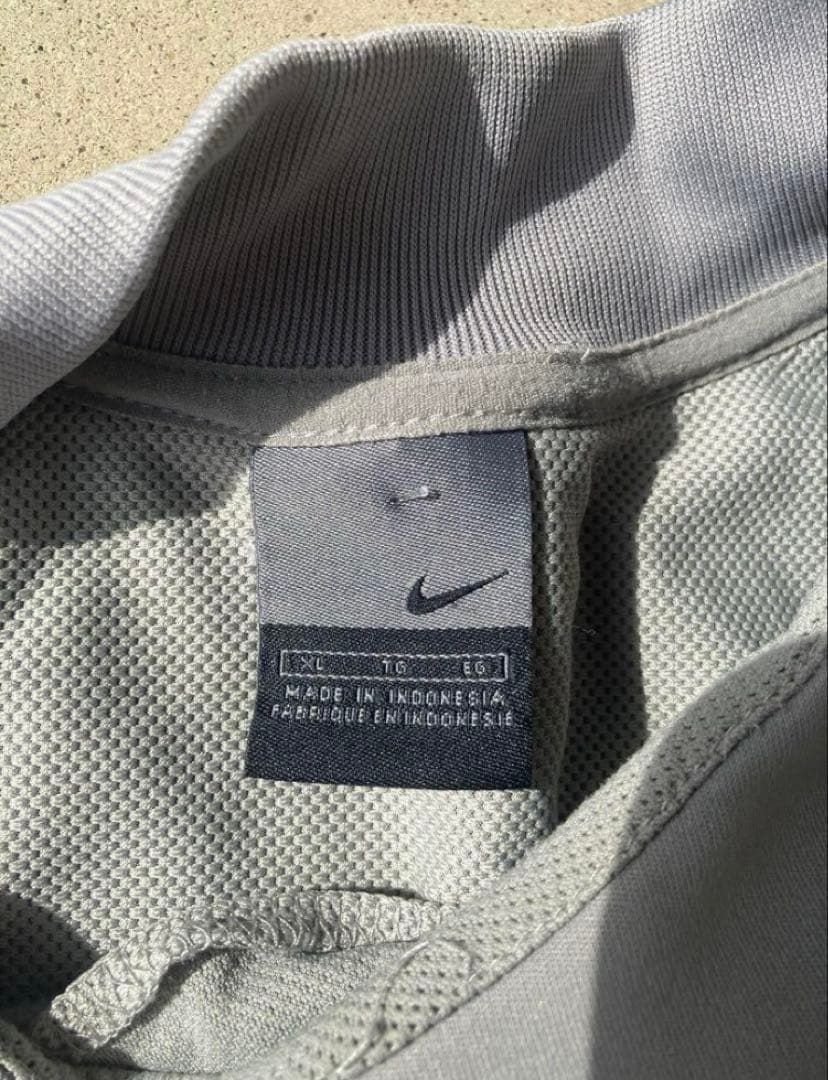 XL TG EG
MADE IN INDONESIA
FABRIQUE EN INDONESIE